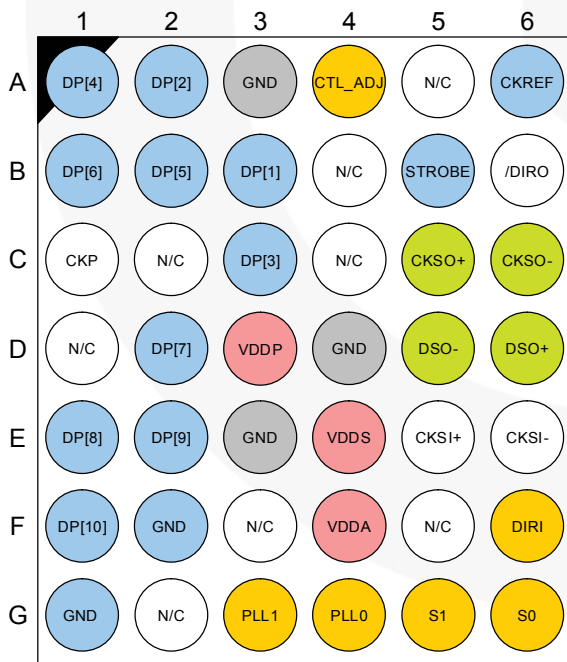 1 2 3 4 5 6
A DP[4] DP[2] GND CTL_ADJ N/C CKREF
B DP[6] DP[5] DP[1] N/C STROBE /DIRO
C CKP N/C DP[3] N/C CKSO+ CKSO-
D N/C DP[7] VDDP GND DSO- DSO+
E DP[8] DP[9] GND VDDS CKSI+ CKSI-
F DP[10] GND N/C VDDA N/C DIRI
G GND N/C PLL1 PLL0 S1 S0